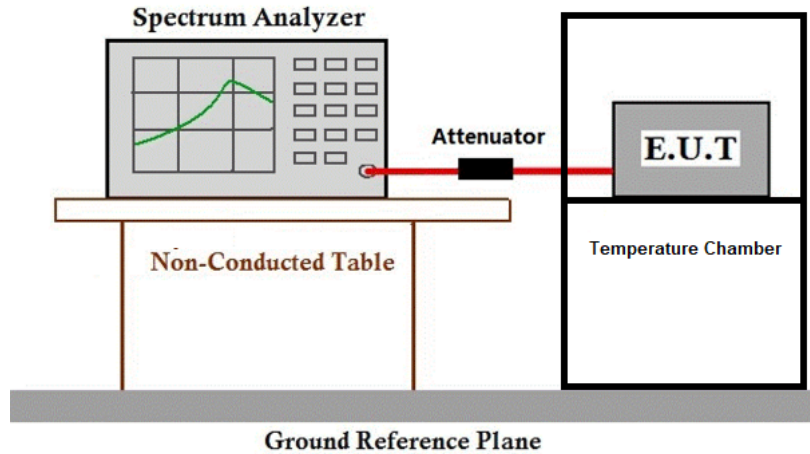 Spectrum Analyzer
Attenuator
E.U.T
Non-Conducted Table
Temperature Chamber
Ground Reference Plane